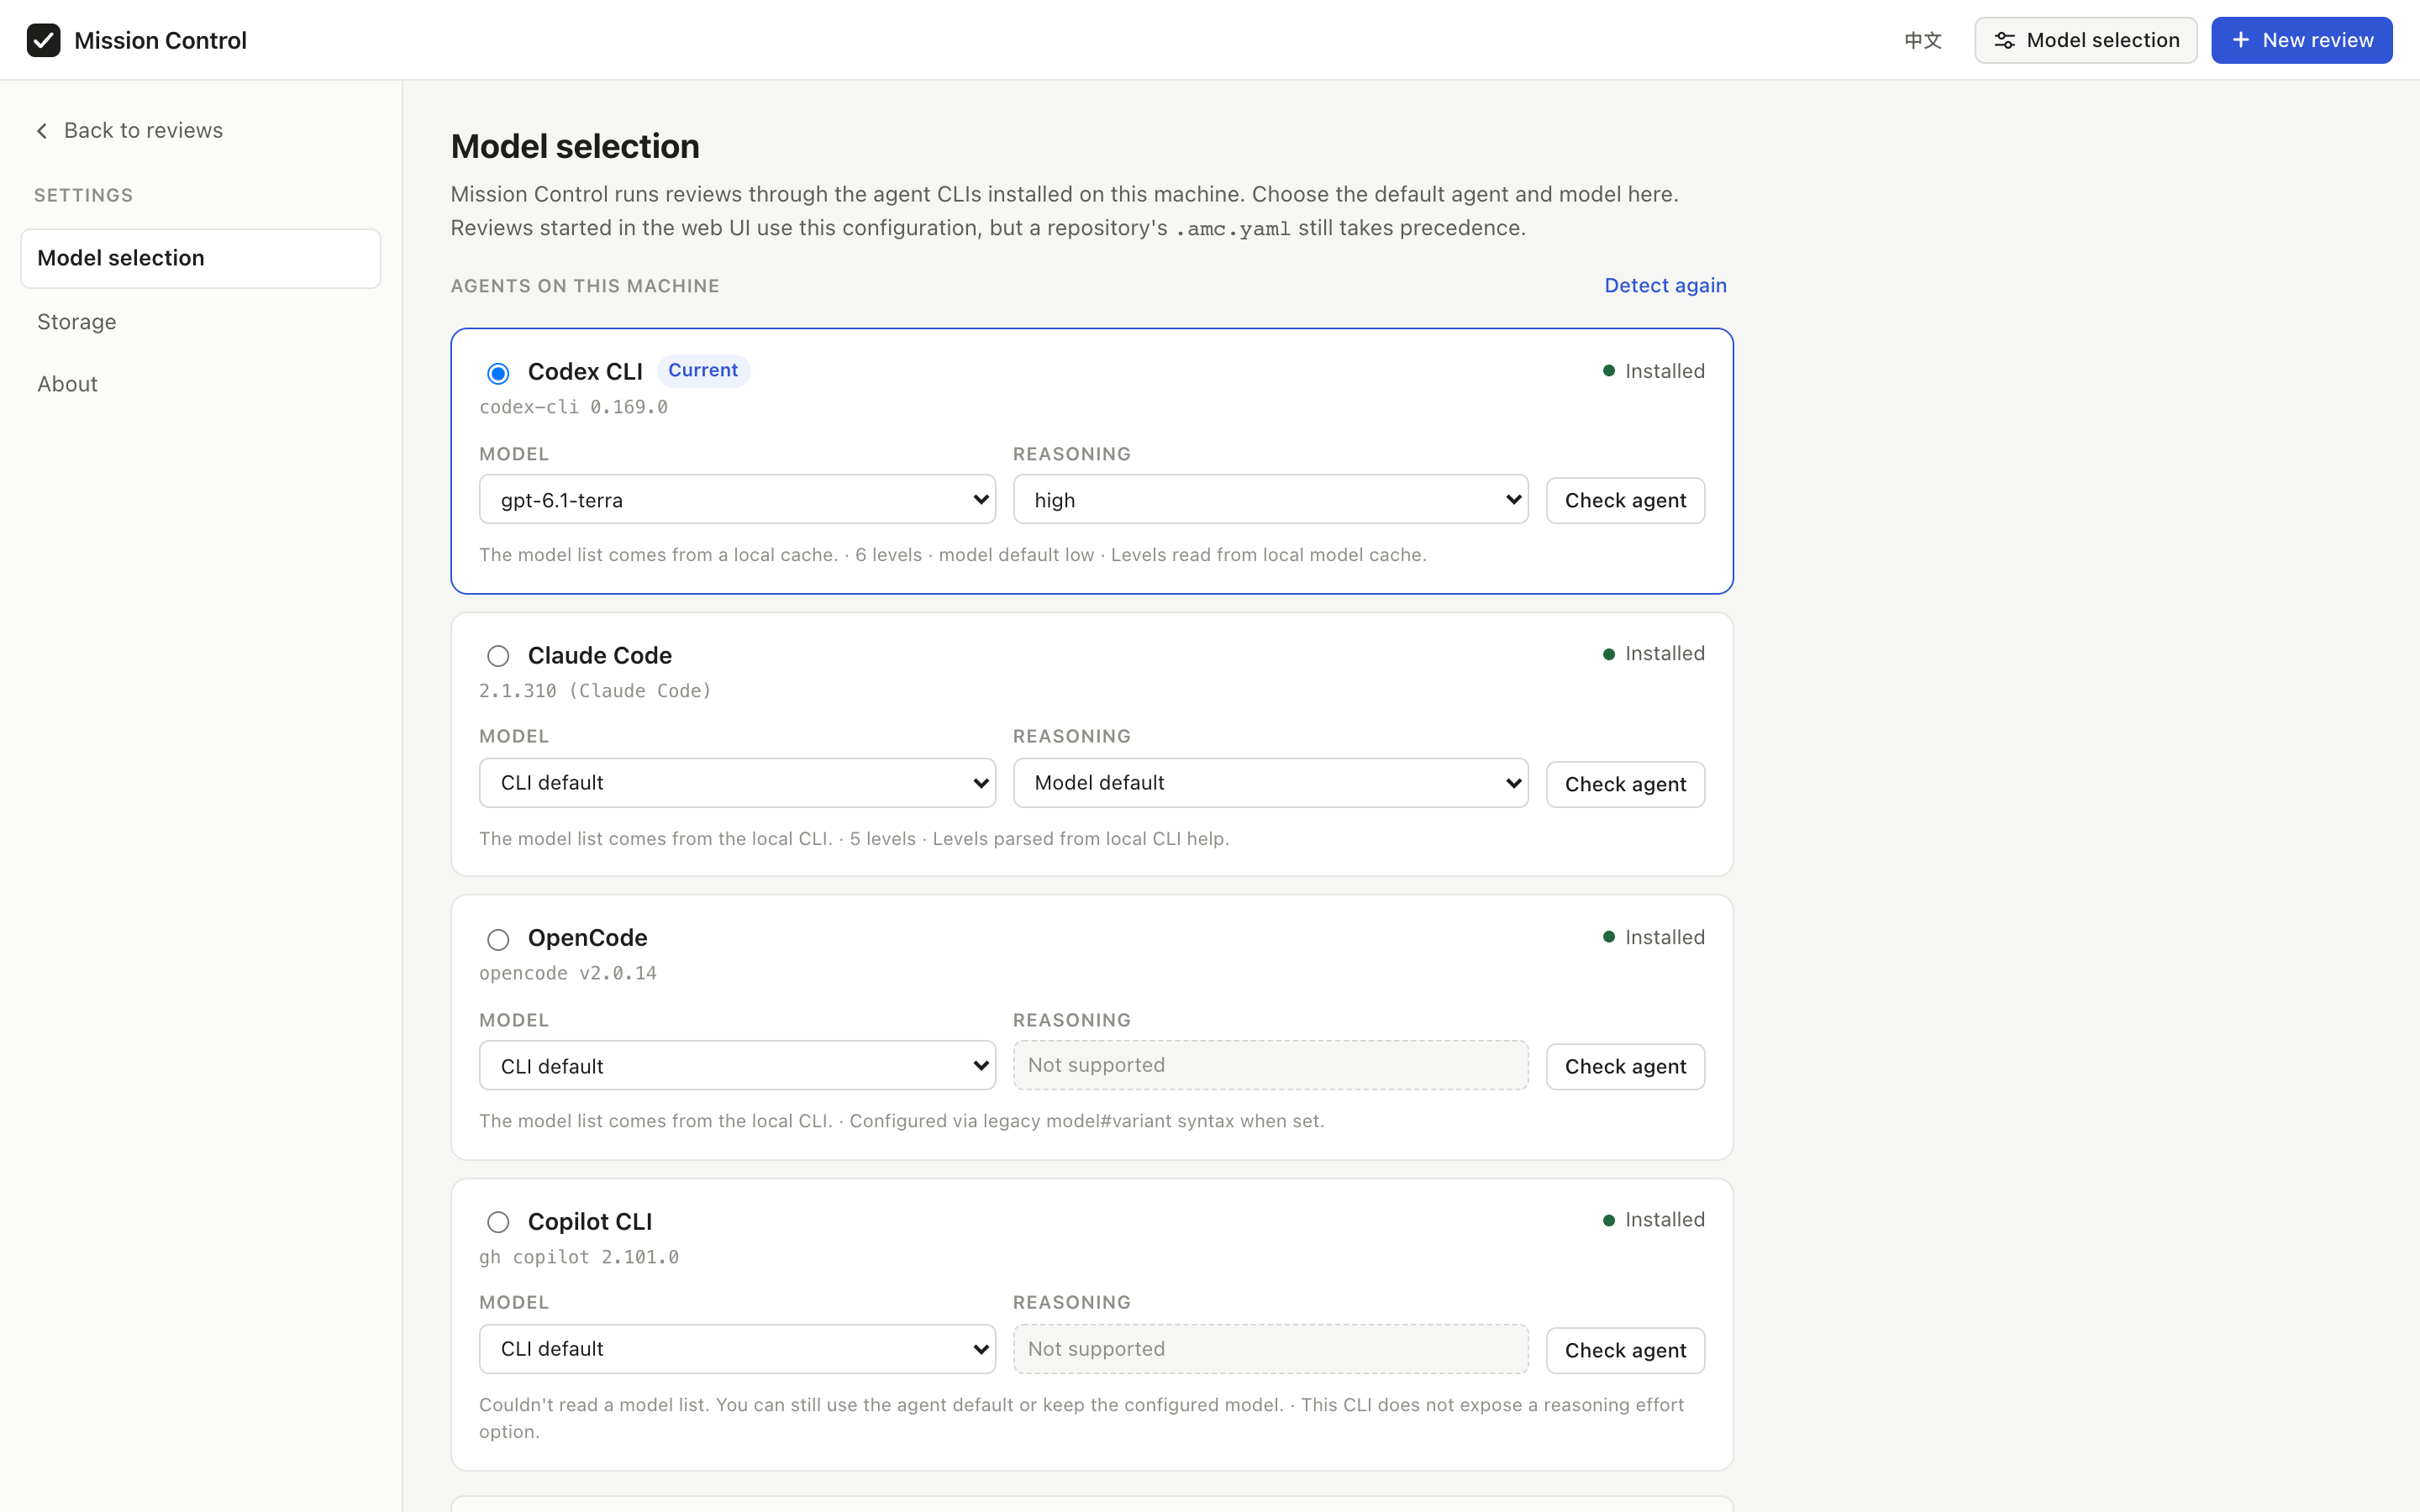 Mission Control
中文
Model selection
New review
Back to reviews
SETTINGS
Model selection
Storage
About
Model selection
Mission Control runs reviews through the agent CLIs installed on this machine. Choose the default agent and model here.
Reviews started in the web UI use this configuration, but a repository's .amc.yaml still takes precedence.
AGENTS ON THIS MACHINE
Detect again
Codex CLI
Current
Installed
codex-cli 0.169.0
MODEL
REASONING
gpt-6.1-terra
high
Check agent
The model list comes from a local cache. · 6 levels · model default low · Levels read from local model cache.
Claude Code
Installed
2.1.310 (Claude Code)
MODEL
REASONING
CLI default
Model default
Check agent
The model list comes from the local CLI. · 5 levels · Levels parsed from local CLI help.
OpenCode
Installed
opencode v2.0.14
MODEL
REASONING
CLI default
Not supported
Check agent
The model list comes from the local CLI. · Configured via legacy model#variant syntax when set.
Copilot CLI
Installed
gh copilot 2.101.0
MODEL
REASONING
CLI default
Not supported
Check agent
Couldn't read a model list. You can still use the agent default or keep the configured model. · This CLI does not expose a reasoning effort
option.